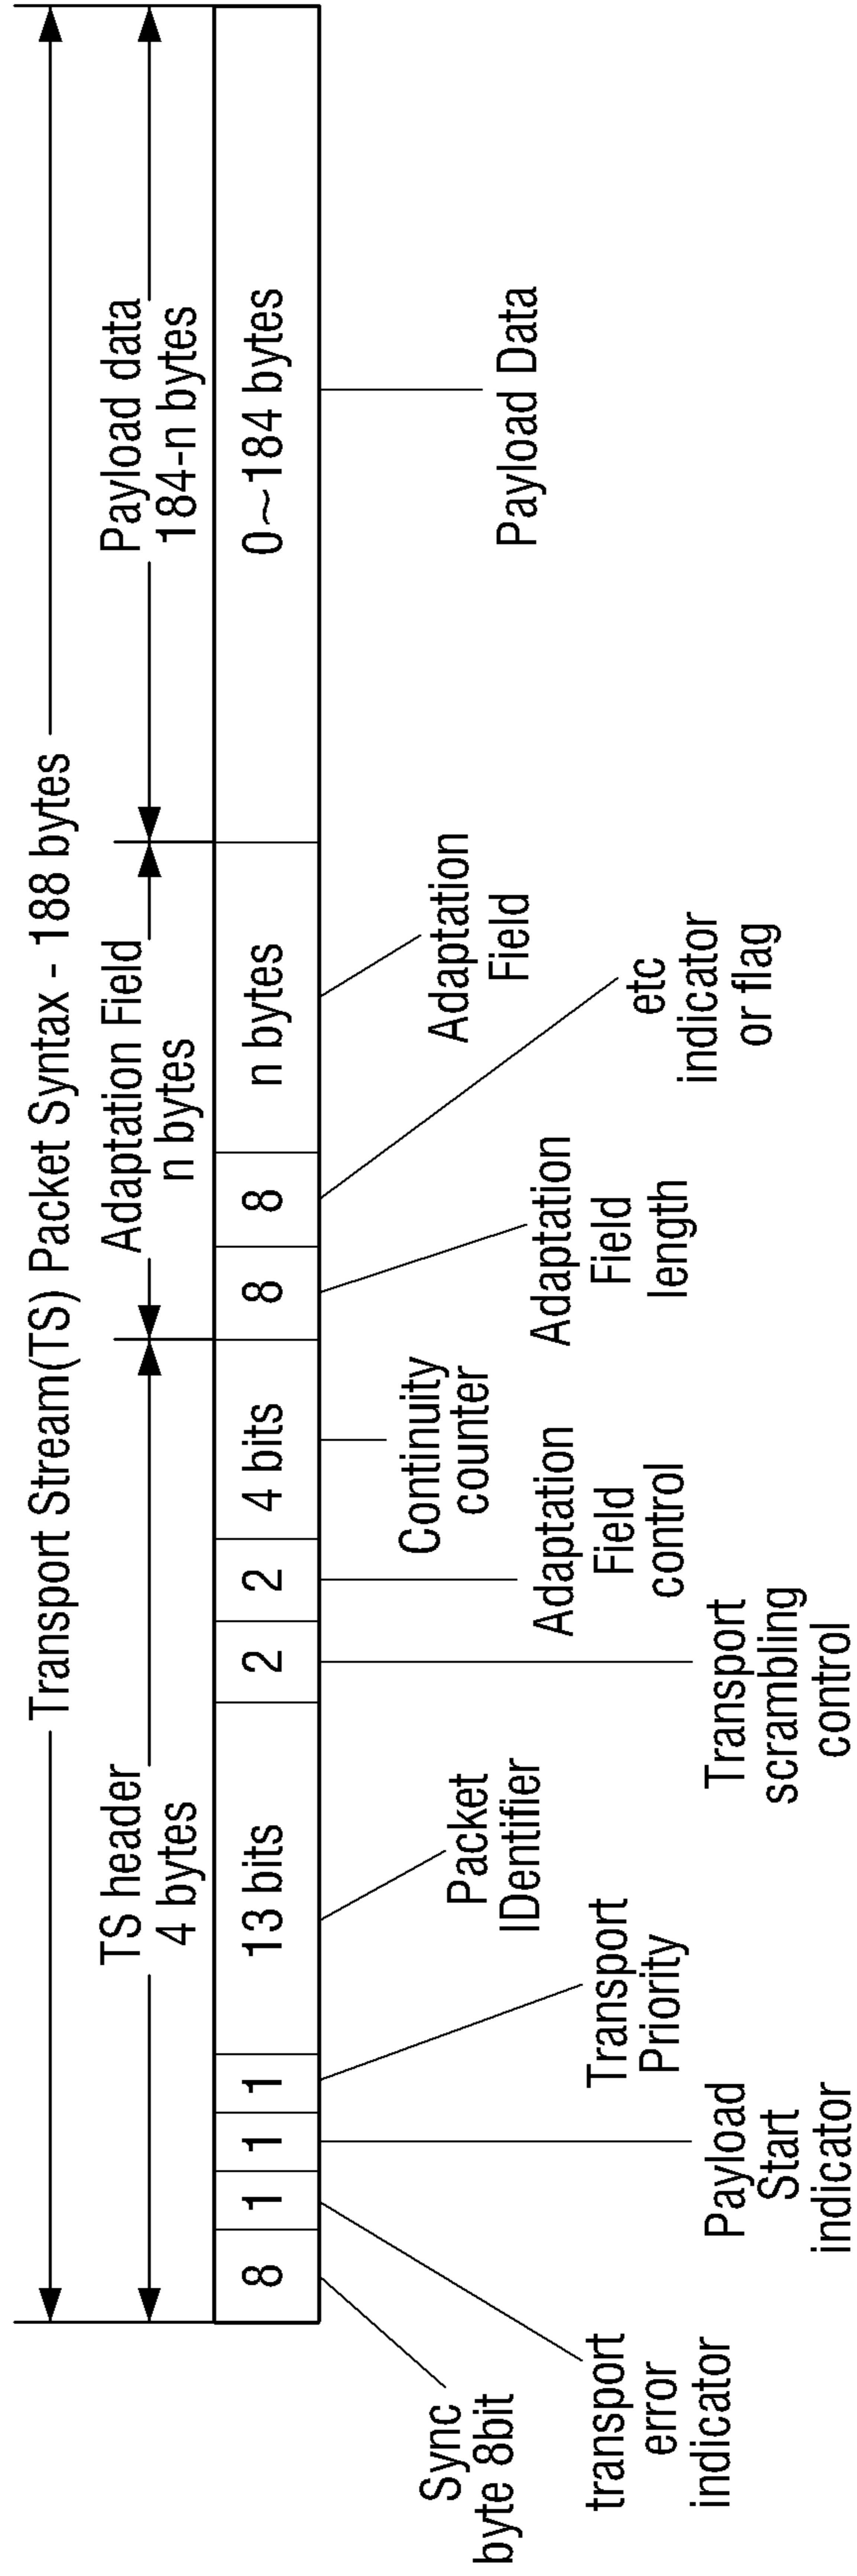 Transport Stream(TS) Packet Syntax - 188 bytes
TS header
4 bytes
Adaptation Field
n bytes
Payload data
184-n bytes
8
1
1
1
13 bits
2
2
4 bits
8
8
n bytes
0~184 bytes
Sync
byte 8bit
transport
error
indicator
Payload
Start
indicator
Transport
Priority
Packet
IDentifier
Transport
scrambling
control
Adaptation
Field
control
Continuity
counter
Adaptation
Field
length
etc
indicator
or flag
Adaptation
Field
Payload Data